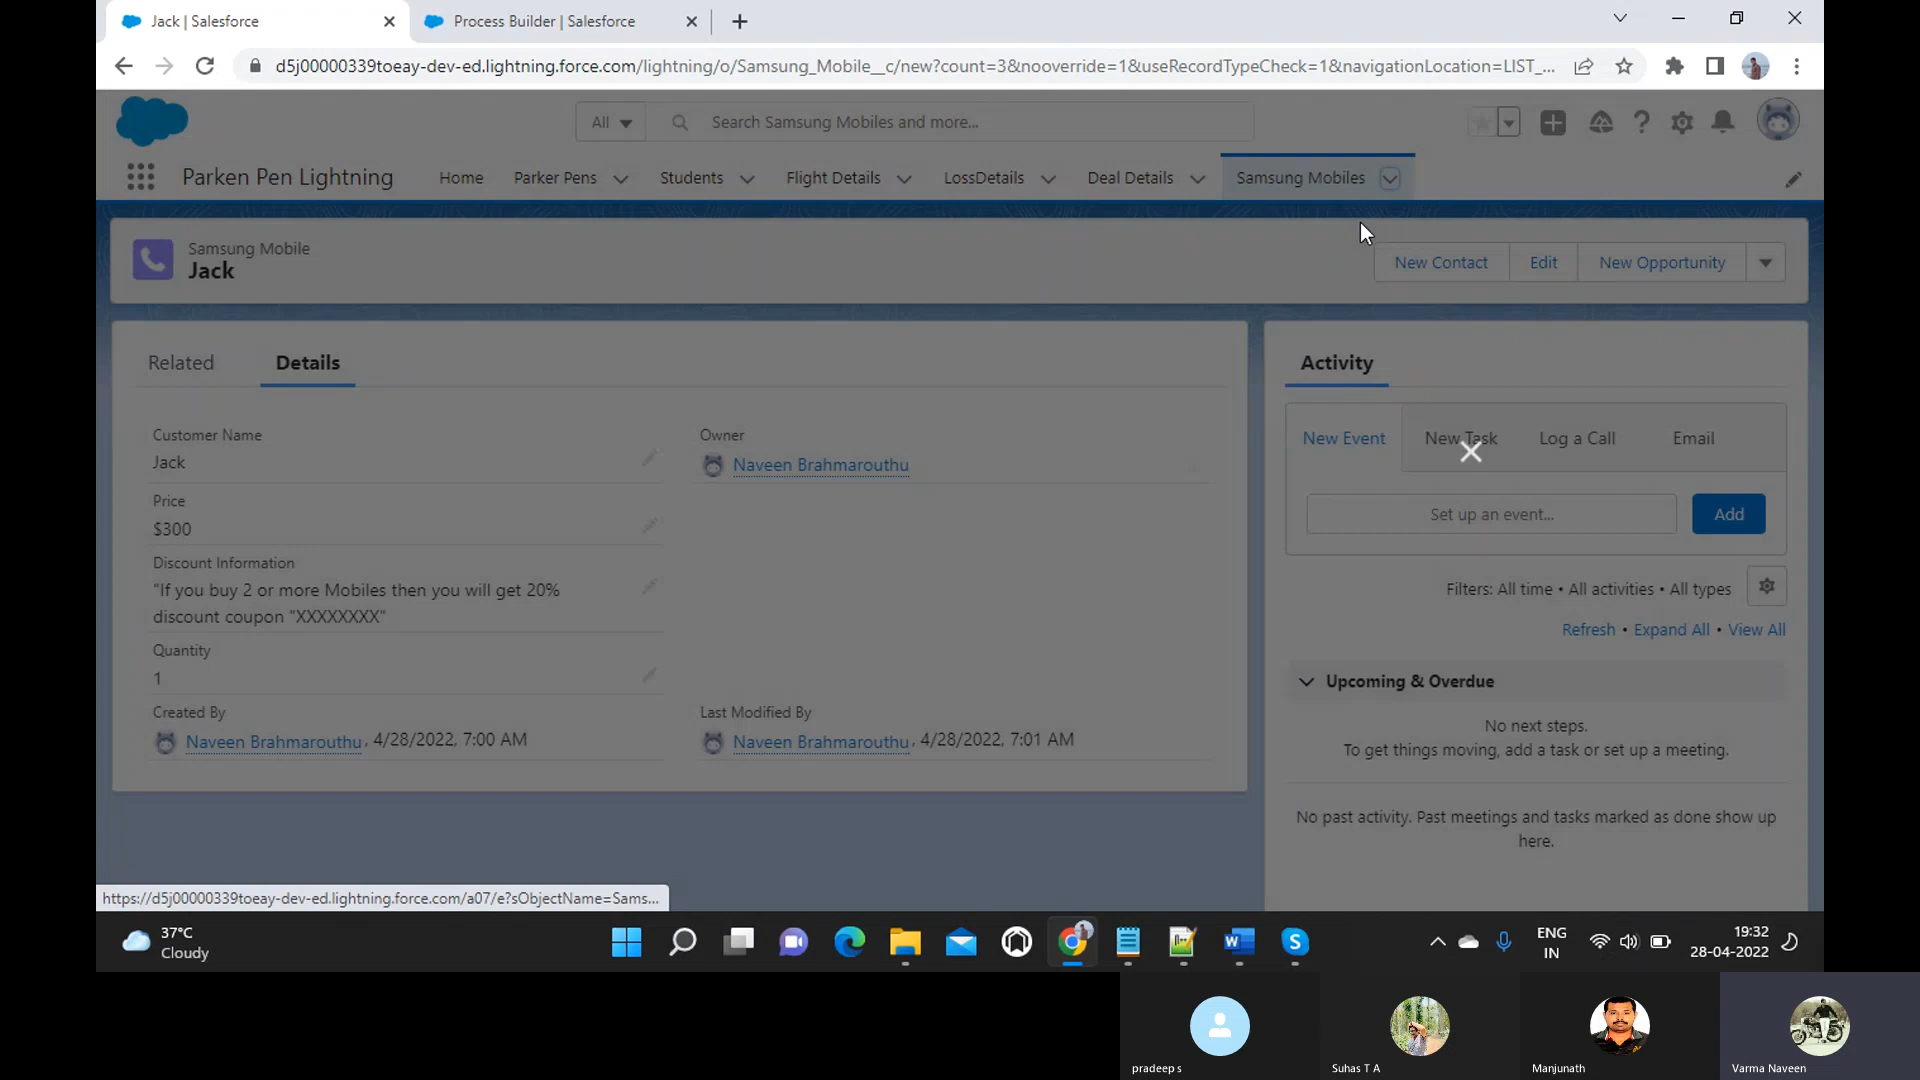 Jack | Salesforce
Process Builder | Salesforce
d5j00000339toeay-dev-ed.lightning.force.com/lightning/o/Samsung_Mobile__c/new?count=3&nooverride=1&useRecordTypeCheck=1&navigationLocation=LIST_...
All
Search Samsung Mobiles and more...
Parken Pen Lightning
Home
Parker Pens
Students
Flight Details
LossDetails
Deal Details
Samsung Mobiles
Samsung Mobile
Jack
New Contact
Edit
New Opportunity
Related
Details
Customer Name
Jack
Owner
Naveen Brahmarouthu
Price
$300
Discount Information
"If you buy 2 or more Mobiles then you will get 20%
discount coupon "XXXXXXXX"
Quantity
1
Created By
Naveen Brahmarouthu, 4/28/2022, 7:00 AM
Last Modified By
Naveen Brahmarouthu, 4/28/2022, 7:01 AM
Activity
New Event
New Task
Log a Call
Email
Set up an event...
Add
Filters: All time • All activities • All types
Refresh • Expand All • View All
Upcoming & Overdue
No next steps.
To get things moving, add a task or set up a meeting.
No past activity. Past meetings and tasks marked as done show up
here.
https://d5j00000339toeay-dev-ed.lightning.force.com/a07/e?sObjectName=Sams...
37°C
Cloudy
ENG
IN
19:32
28-04-2022
pradeep s
Suhas T A
Manjunath
Varma Naveen